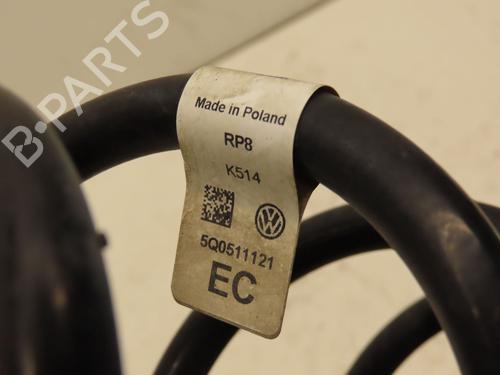 B-PARTS
Made in Poland
RP8
K514
5Q0511121
EC